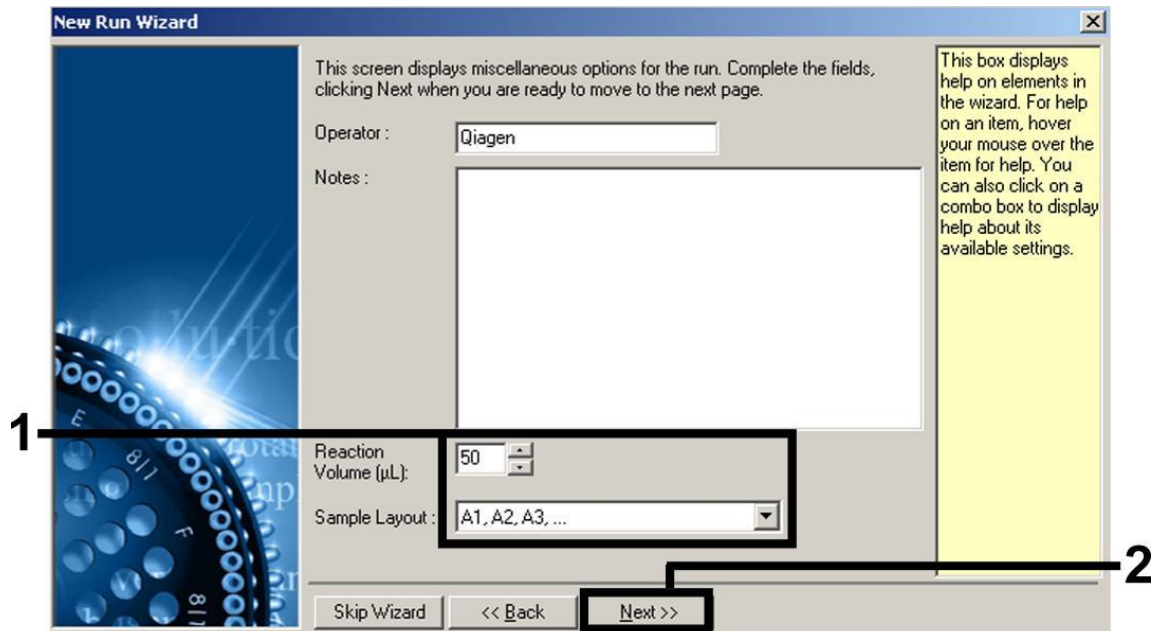 New Run Wizard
This screen displays miscellaneous options for the run. Complete the fields,
clicking Next when you are ready to move to the next page.
Operator :
Qiagen
Notes :
1
Reaction
Volume (µL):
50
Sample Layout :
A1, A2, A3, ...
Skip Wizard
<< Back
Next >>
2
This box displays
help on elements in
the wizard. For help
on an item, hover
your mouse over the
item for help. You
can also click on a
combo box to display
help about its
available settings.
E
8/1
F
8/1